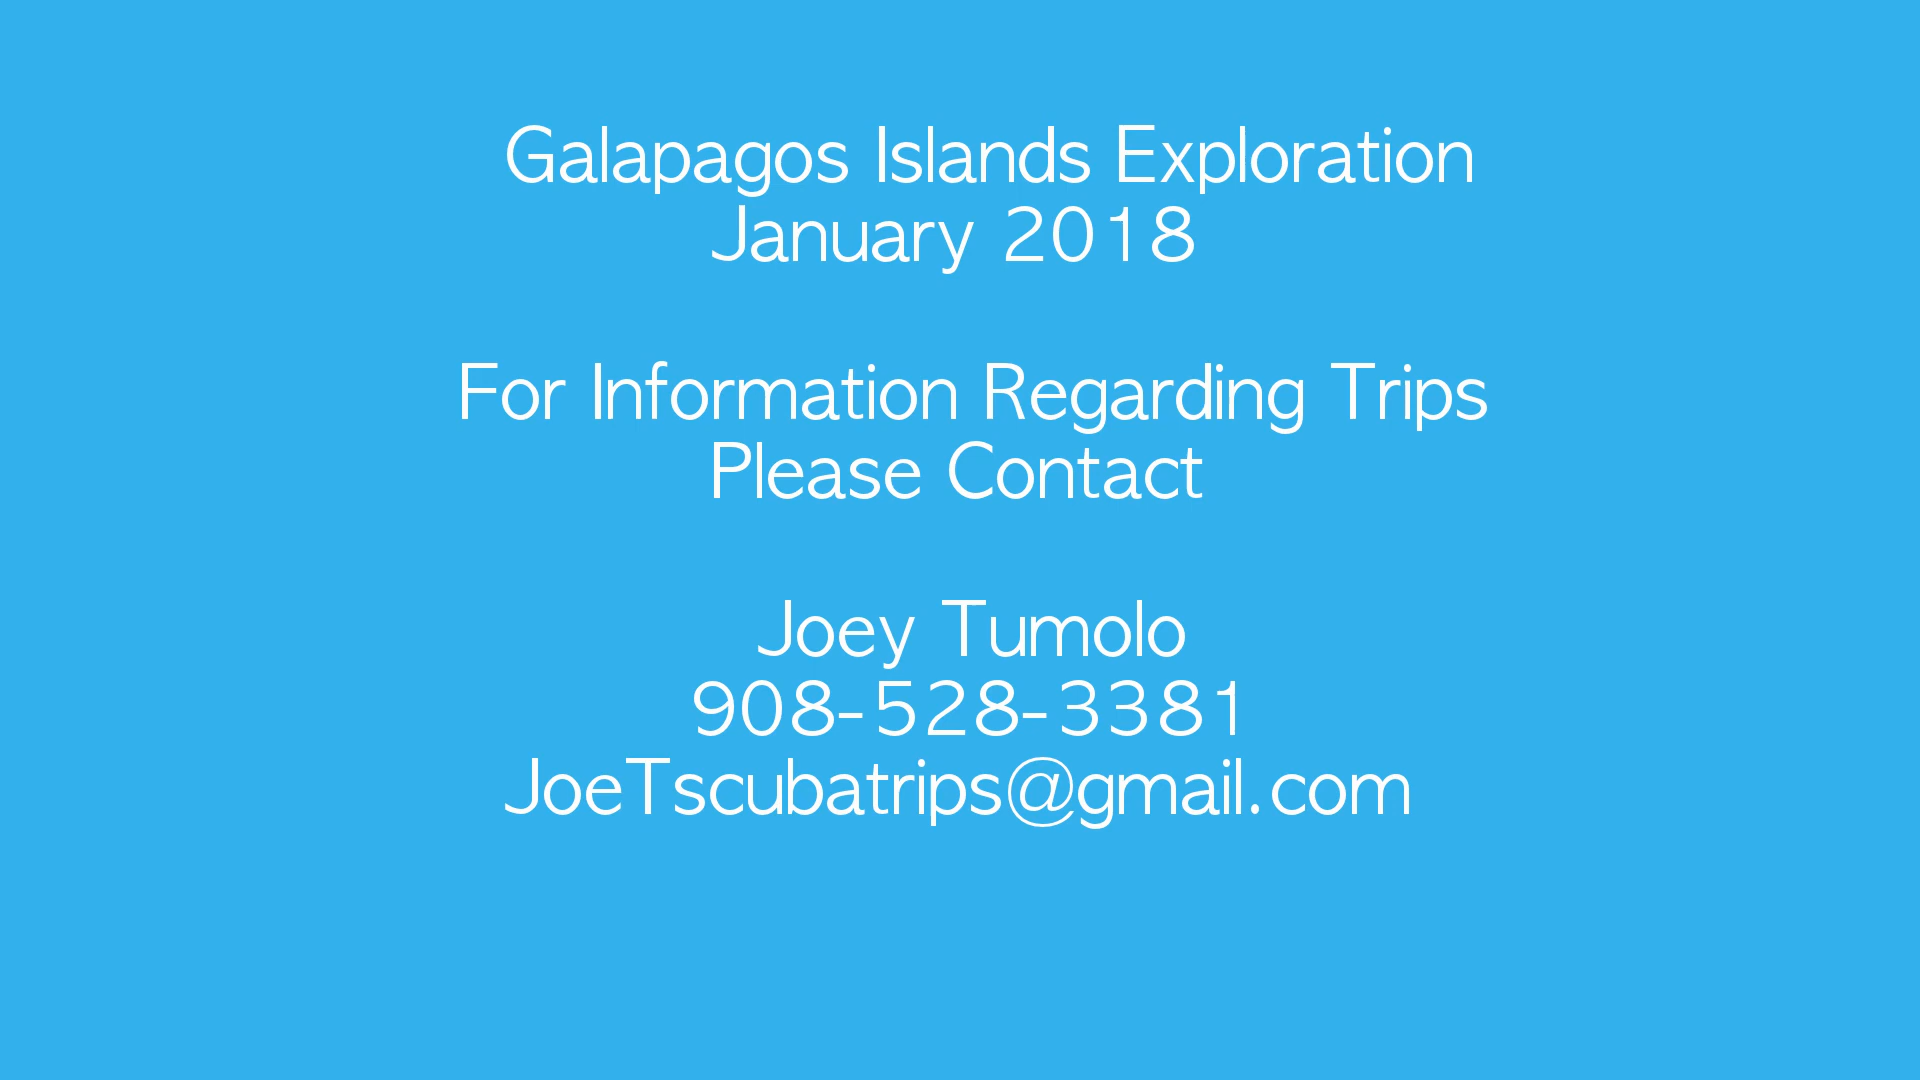 Galapagos Islands Exploration
January 2018
For Information Regarding Trips
Please Contact
Joey Tumolo
908-528-3381
JoeTscubatrips@gmail.com